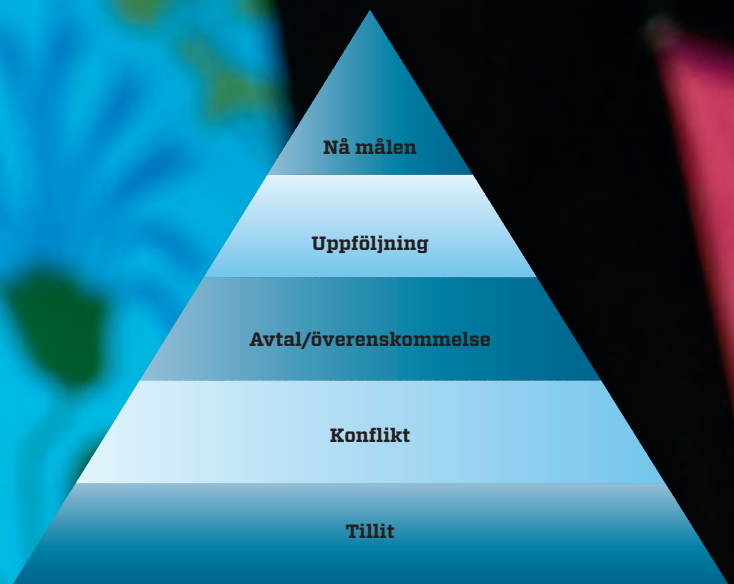 Nå målen
Uppföljning
Avtal/överenskommelse
Konflikt
Tillit